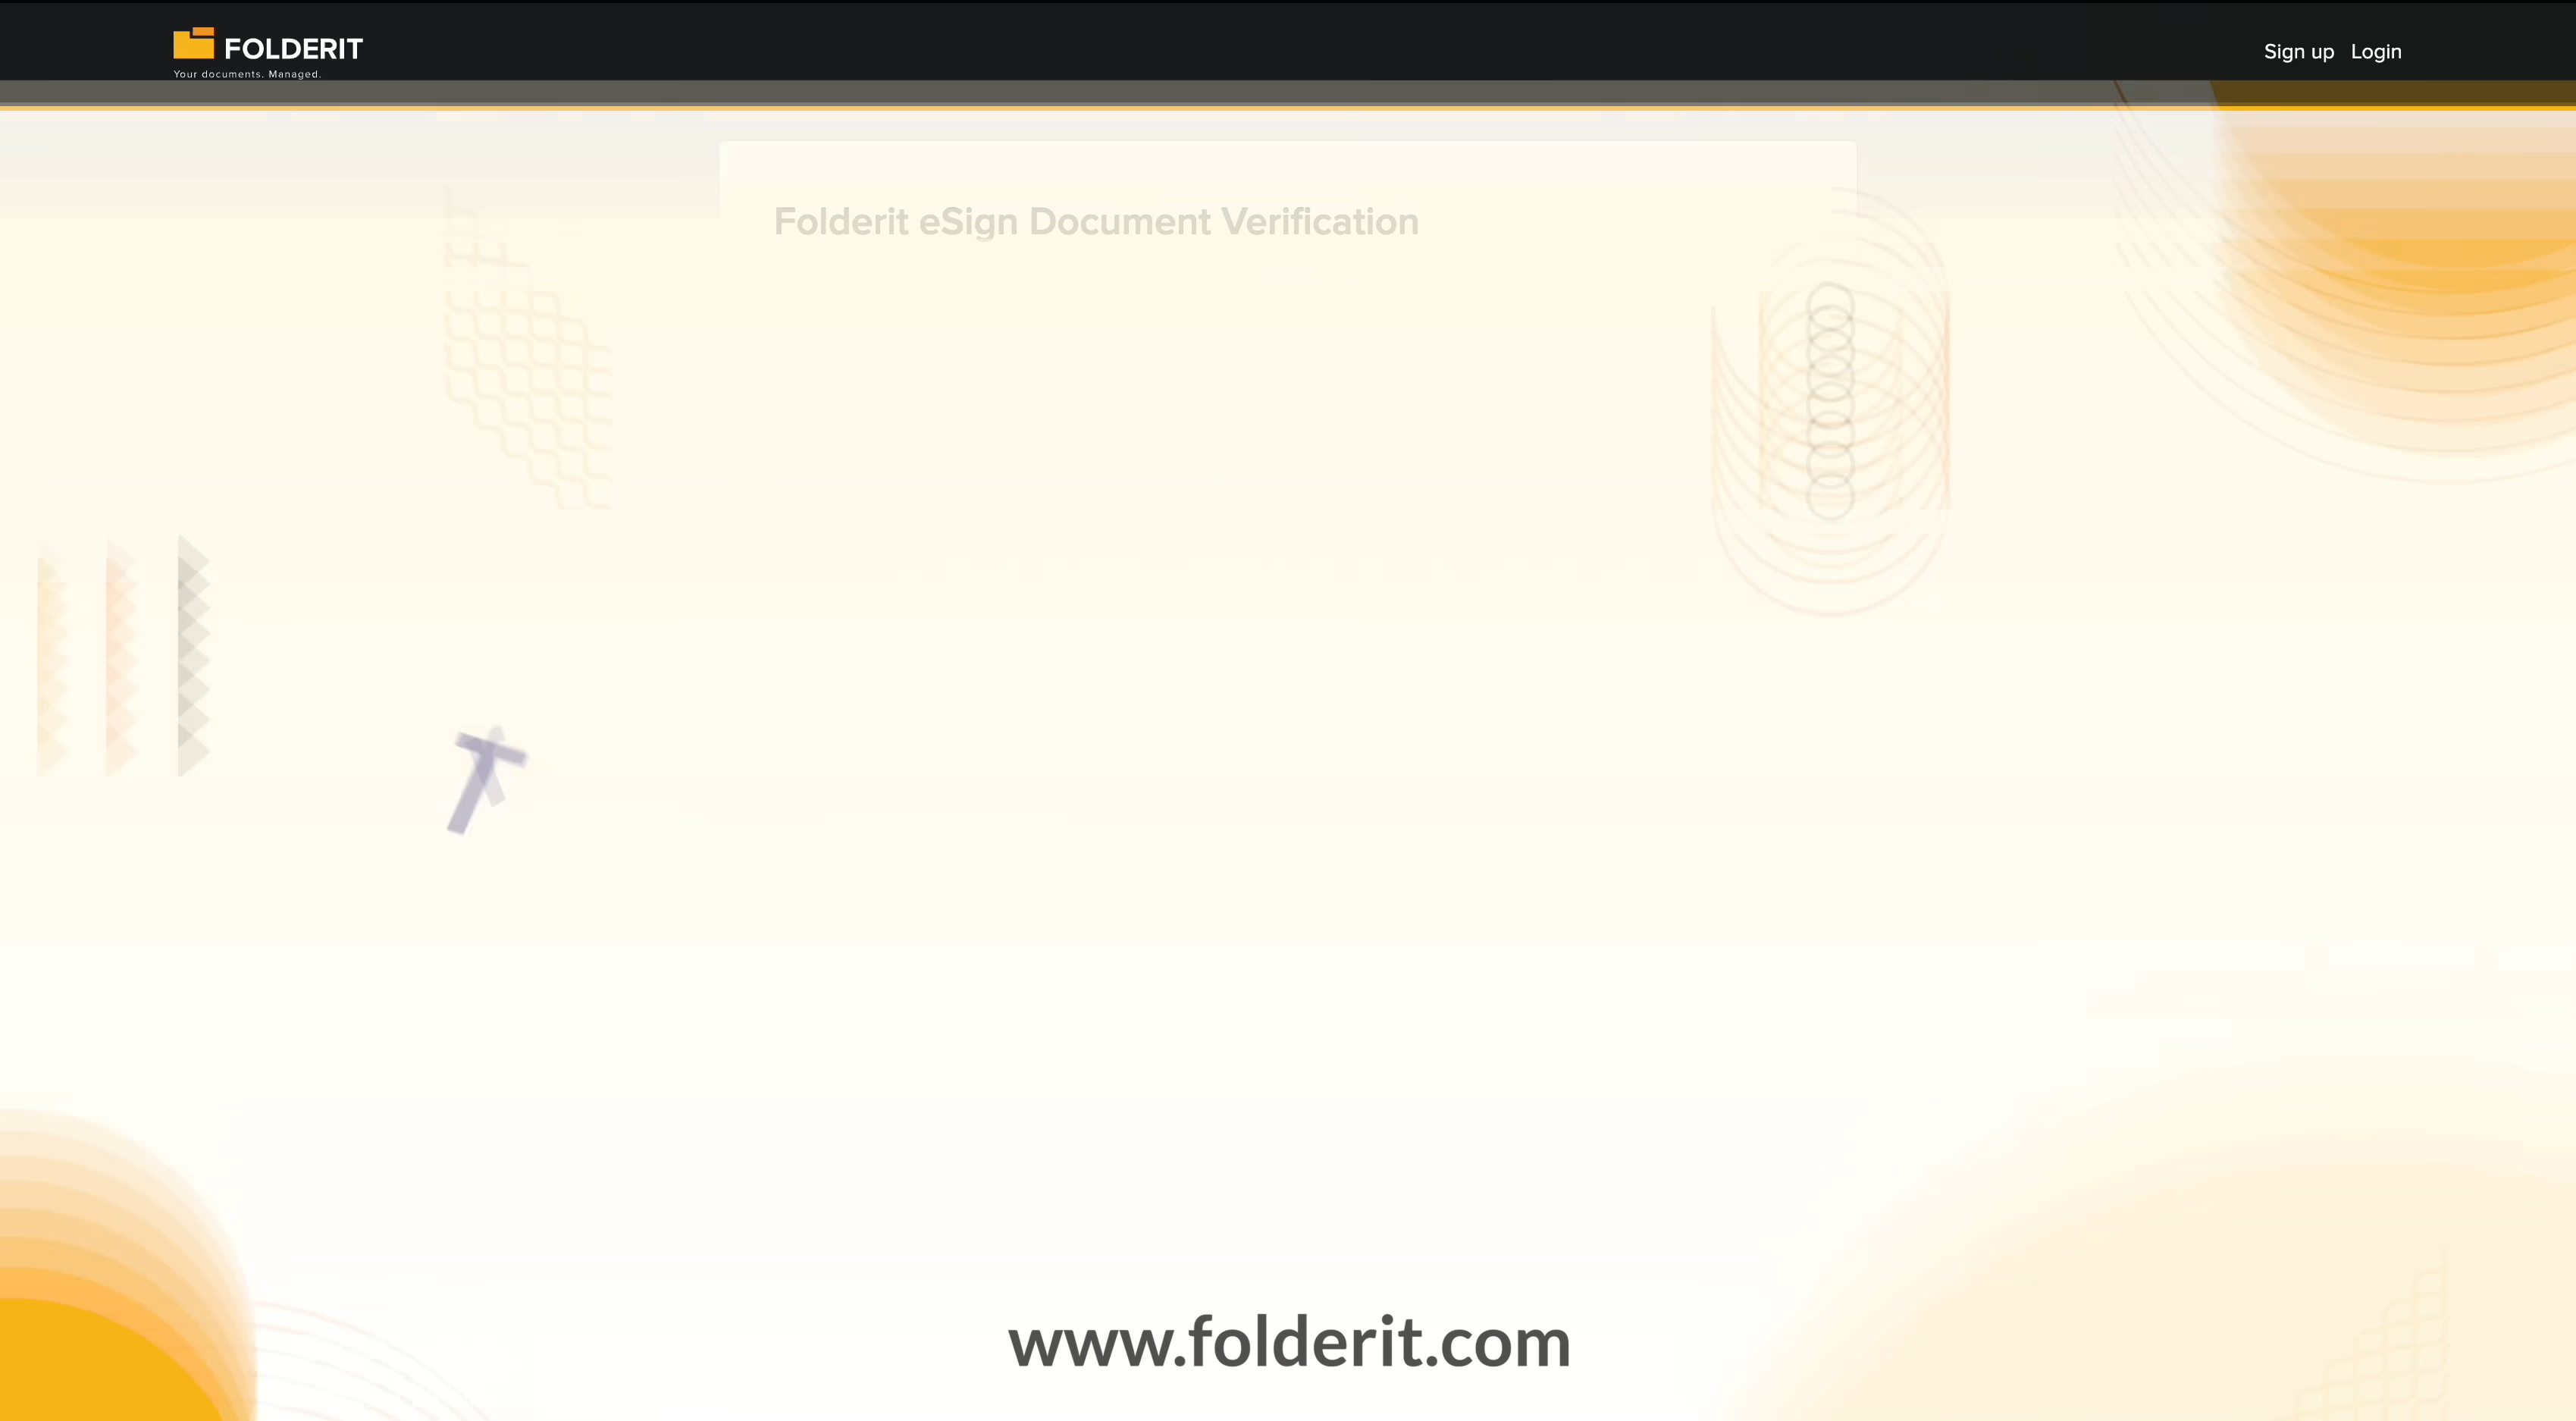 FOLDERIT
Your documents. Managed.
Sign up Login
Folderit eSign Document Verification
www.folderit.com